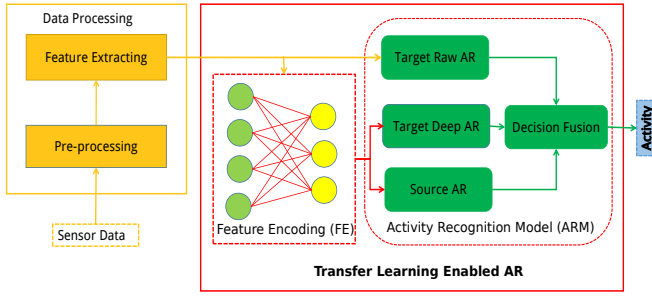 Data Processing
Feature Extracting
Pre-processing
Sensor Data
Feature Encoding (FE)
Target Raw AR
Target Deep AR
Source AR
Decision Fusion
Activity Recognition Model (ARM)
Transfer Learning Enabled AR
Activity